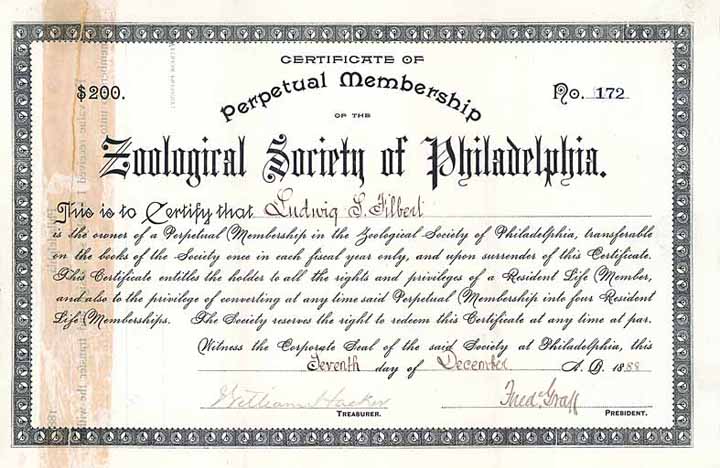 CERTIFICATE OF
$200.
Perpetual Membership
No. 172
OF THE
Zoological Society of Philadelphia.
This is to Certify that Ludwig S. Filbert
is the owner of a Perpetual Membership in the Zoological Society of Philadelphia, transferable
on the books of the Society once in each fiscal year only, and upon surrender of this Certificate.
This Certificate entitles the holder to all the rights and privileges of a Resident Life Member,
and also to the privilege of converting at any time said Perpetual Membership into four Resident
Life Memberships. The Society reserves the right to redeem this Certificate at any time at par.
Witness the Corporate Seal of the said Society at Philadelphia, this
Seventh day of December A. D. 1888
William Hacker
Fred Graff
TREASURER.
PRESIDENT.